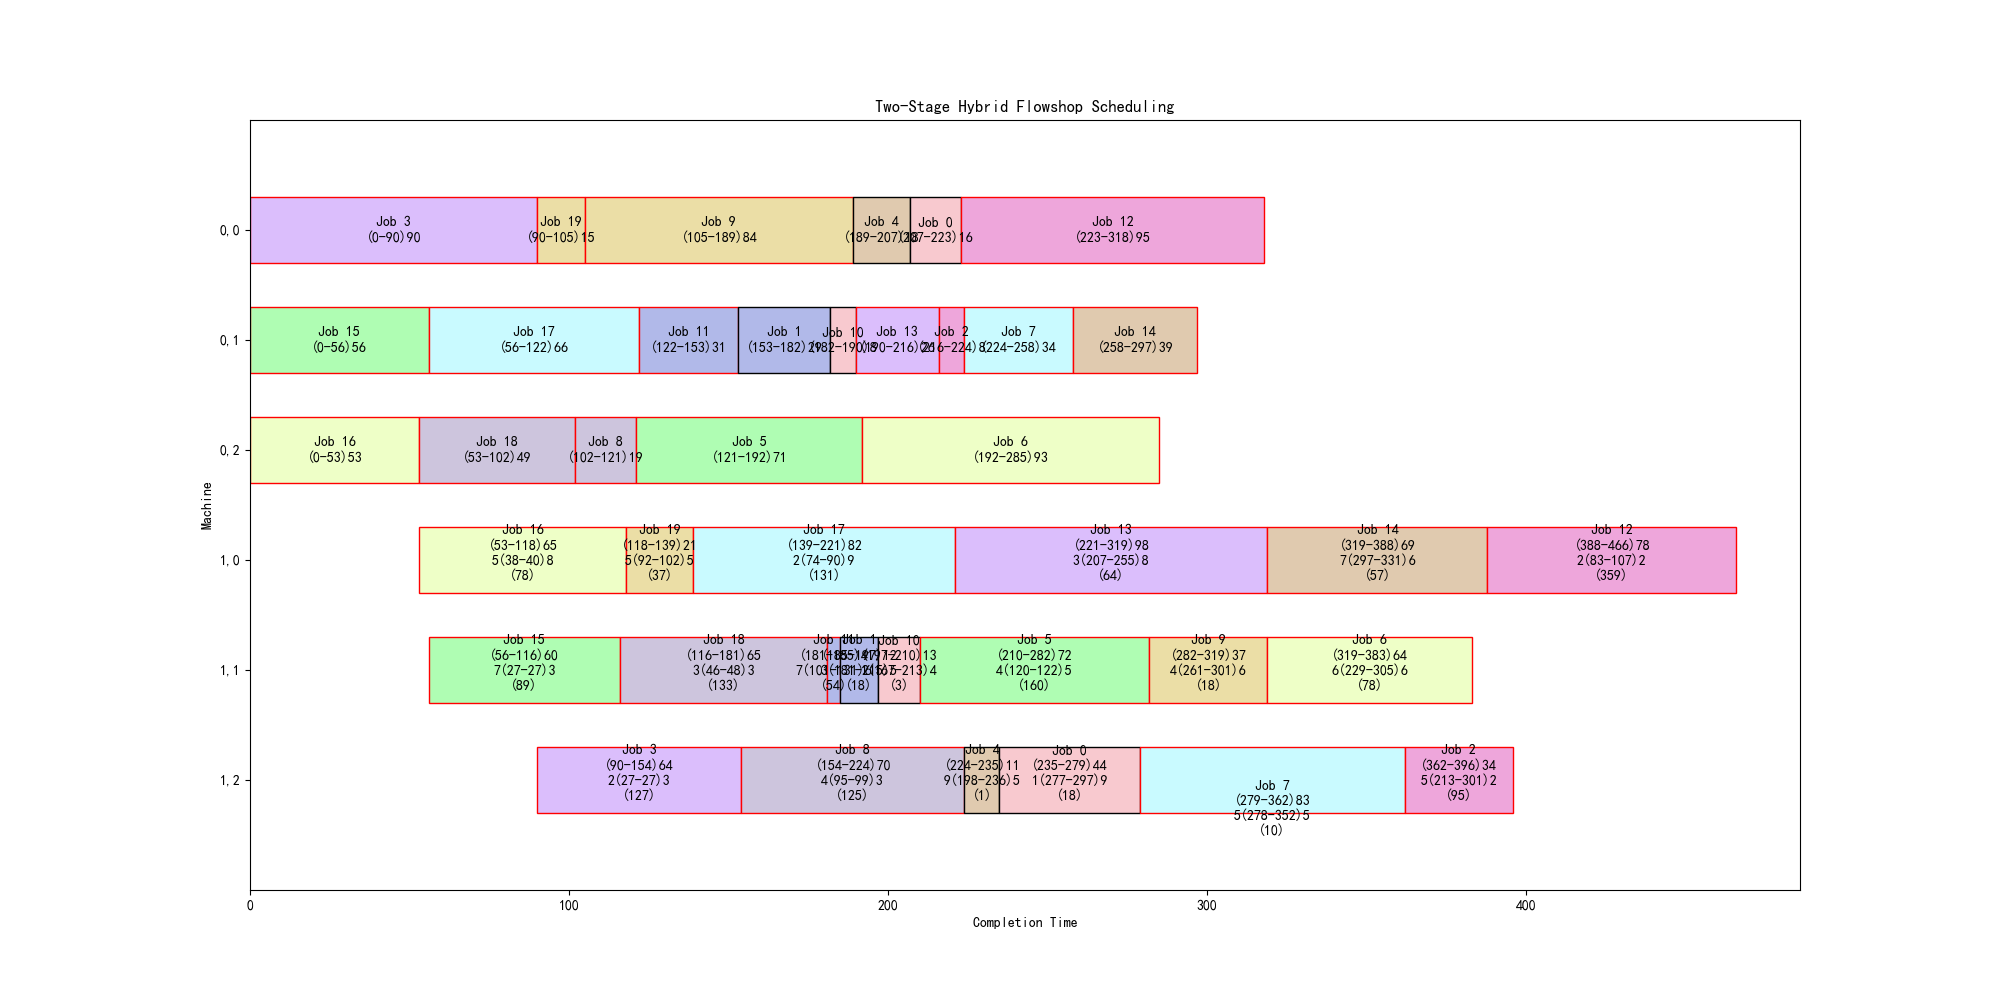 Two-Stage Hybrid Flowshop Scheduling
0,0
Job 3
(0-90)90
Job 19
(90-105)15
Job 9
(105-189)84
Job 4
(189-207)18
Job 0
(207-223)16
Job 12
(223-318)95
0,1
Job 15
(0-56)56
Job 17
(56-122)66
Job 11
(122-153)31
Job 1
(153-182)29
Job 10
(182-190)8
Job 13
(190-216)26
Job 2
(216-224)8
Job 7
(224-258)34
Job 14
(258-297)39
0,2
Job 16
(0-53)53
Job 18
(53-102)49
Job 8
(102-121)19
Job 5
(121-192)71
Job 6
(192-285)93
Machine
1,0
Job 16
(53-118)65
5(38-40)8
(78)
Job 19
(118-139)21
5(92-102)5
(37)
Job 17
(139-221)82
2(74-90)9
(131)
Job 13
(221-319)98
3(207-255)8
(64)
Job 14
(319-388)69
7(297-331)6
(57)
Job 12
(388-466)78
2(83-107)2
(359)
1,1
Job 15
(56-116)60
7(27-27)3
(89)
Job 18
(116-181)65
3(46-48)3
(133)
Job 11
(181-185)4
(54)
Job 1
(185-197)12
(18)
Job 10
(197-210)13
(3)
Job 5
(210-282)72
4(120-122)5
(160)
Job 9
(282-319)37
4(261-301)6
(18)
Job 6
(319-383)64
6(229-305)6
(78)
1,2
Job 3
(90-154)64
2(27-27)3
(127)
Job 8
(154-224)70
4(95-99)3
(125)
Job 4
(224-235)11
9(198-236)5
(1)
Job 0
(235-279)44
1(277-297)9
(18)
Job 7
(279-362)83
5(278-352)5
(10)
Job 2
(362-396)34
5(213-301)2
(95)
0
100
200
300
400
Completion Time